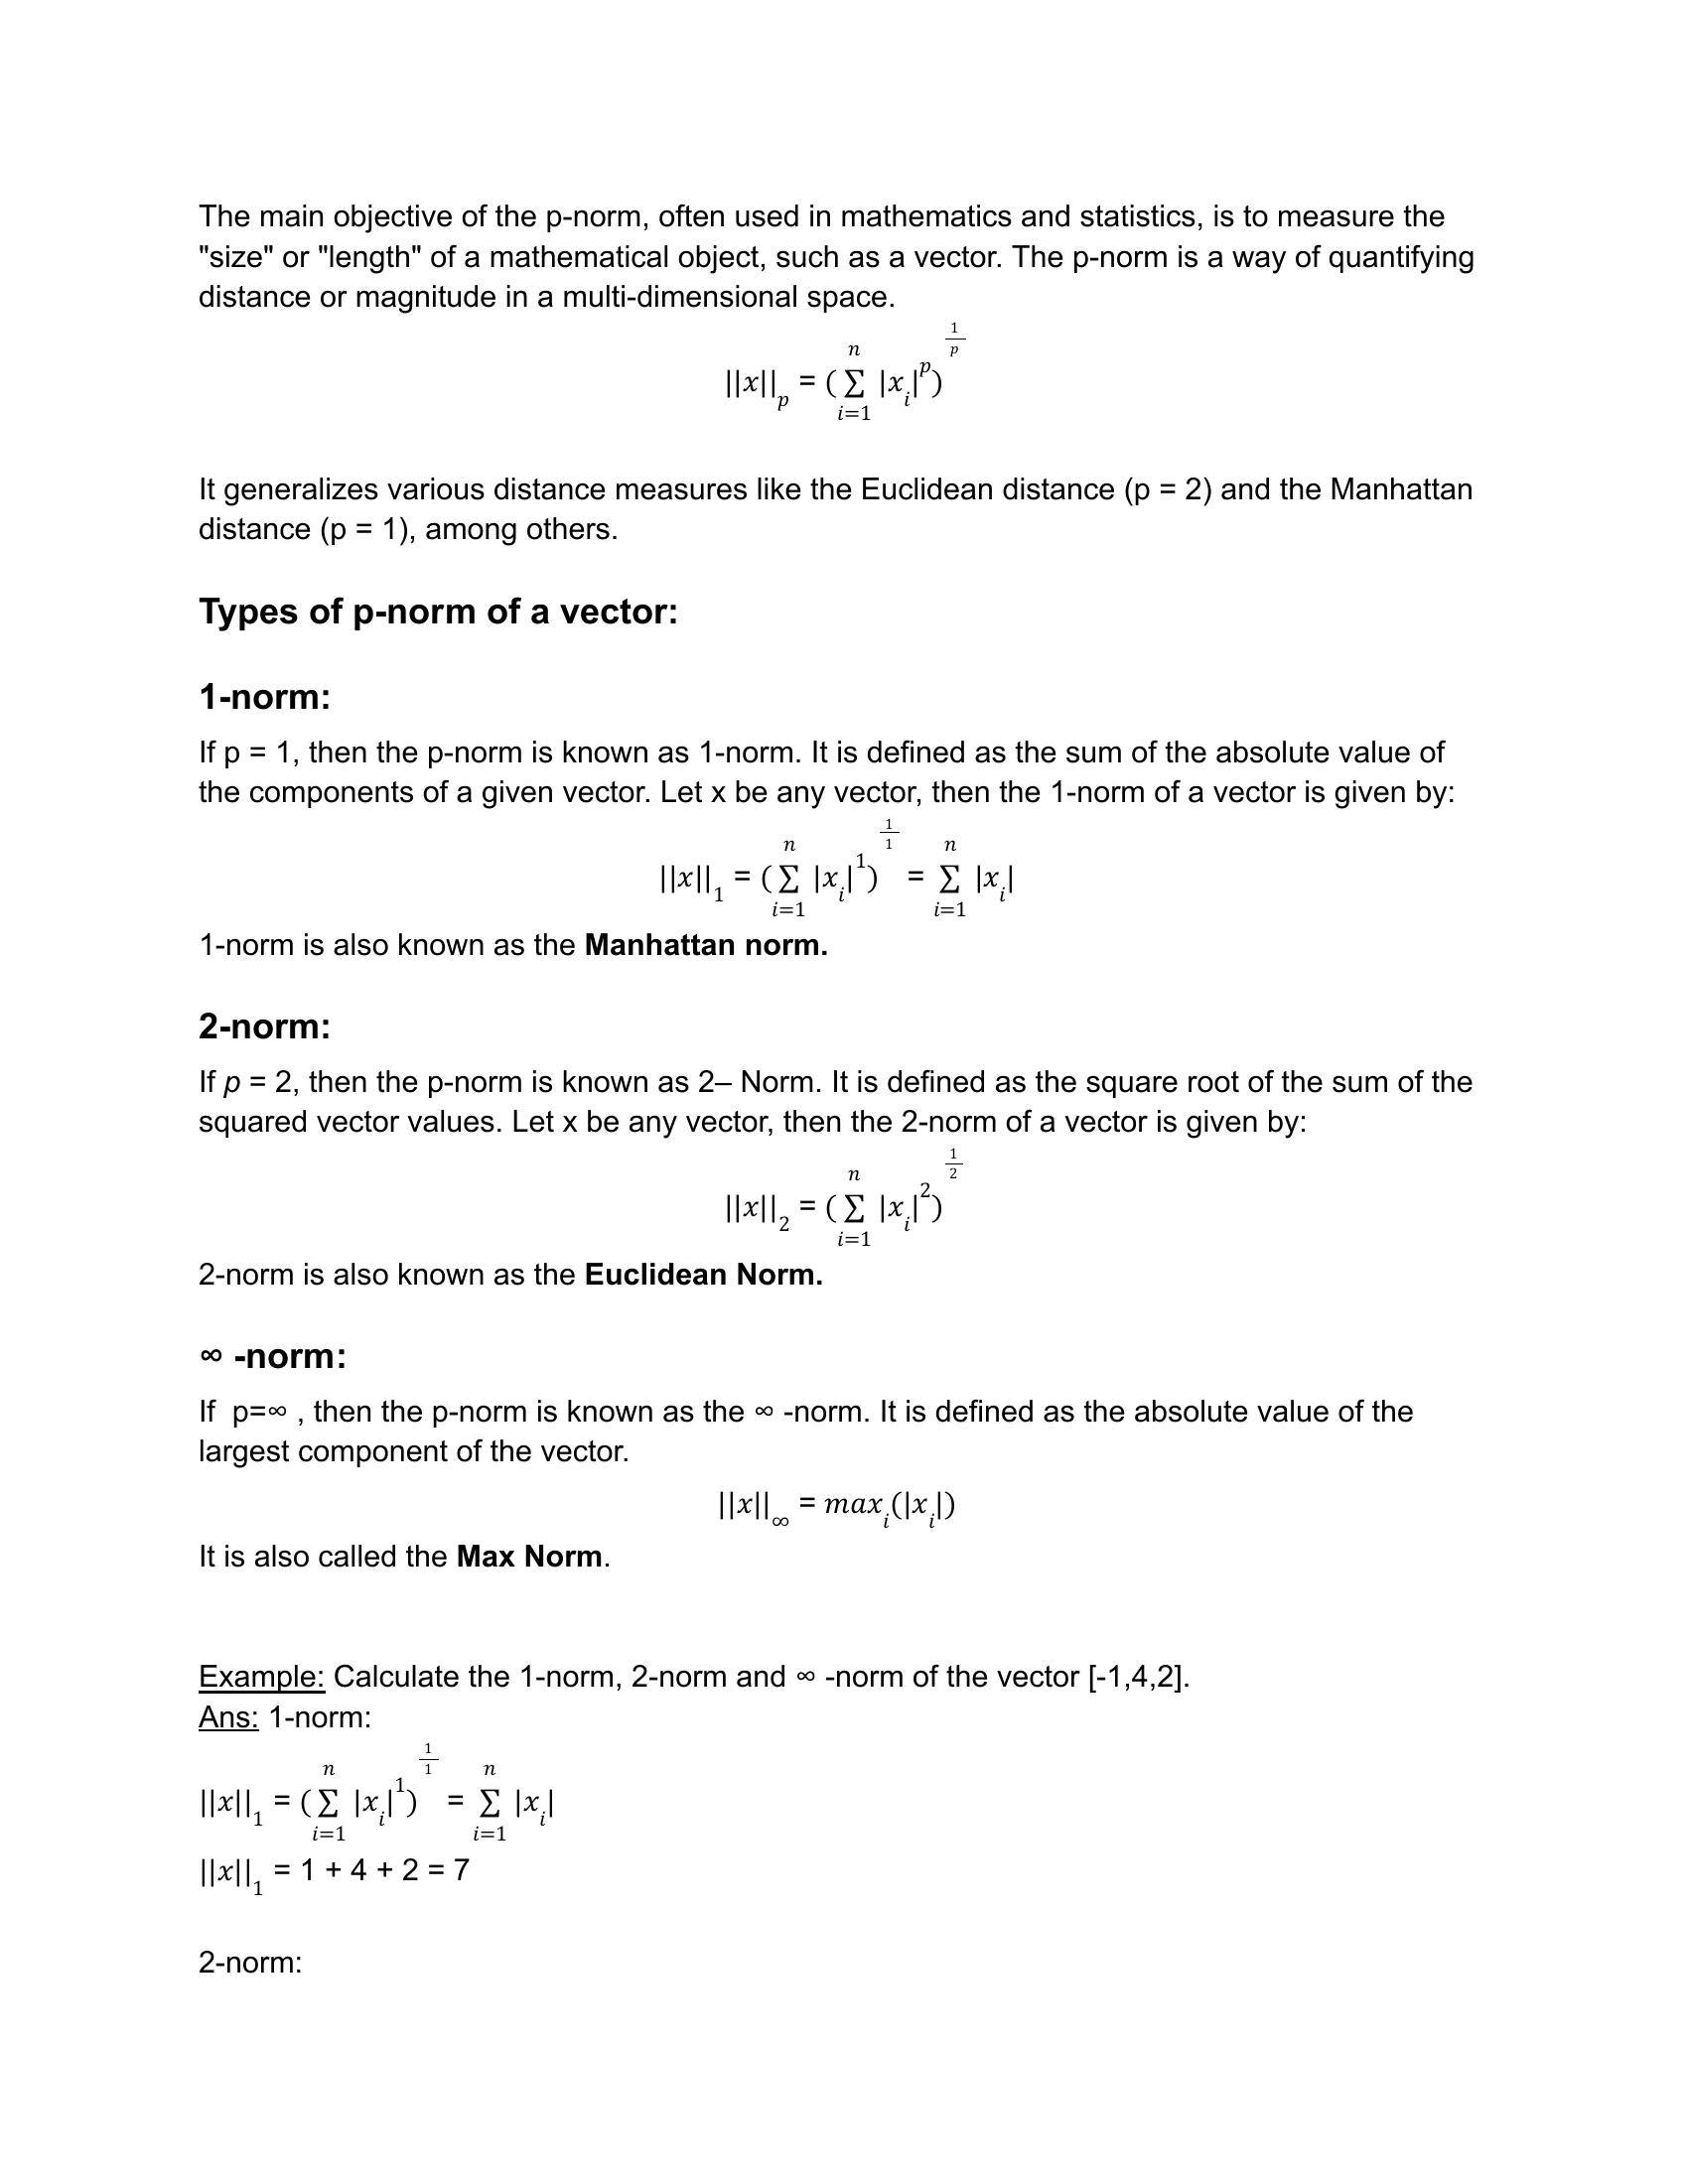 The main objective of the p-norm, often used in mathematics and statistics, is to measure the
"size" or "length" of a mathematical object, such as a vector. The p-norm is a way of quantifying
distance or magnitude in a multi-dimensional space.
||x||_p = (∑_{i=1}^{n} |x_i|^p)^{1/p}
It generalizes various distance measures like the Euclidean distance (p = 2) and the Manhattan
distance (p = 1), among others.
Types of p-norm of a vector:
1-norm:
If p = 1, then the p-norm is known as 1-norm. It is defined as the sum of the absolute value of
the components of a given vector. Let x be any vector, then the 1-norm of a vector is given by:
||x||_1 = (∑_{i=1}^{n} |x_i|^1)^{1/1} = ∑_{i=1}^{n} |x_i|
1-norm is also known as the Manhattan norm.
2-norm:
If p = 2, then the p-norm is known as 2– Norm. It is defined as the square root of the sum of the
squared vector values. Let x be any vector, then the 2-norm of a vector is given by:
||x||_2 = (∑_{i=1}^{n} |x_i|^2)^{1/2}
2-norm is also known as the Euclidean Norm.
∞ -norm:
If  p=∞ , then the p-norm is known as the ∞ -norm. It is defined as the absolute value of the
largest component of the vector.
||x||_∞ = max_i(|x_i|)
It is also called the Max Norm.
Example: Calculate the 1-norm, 2-norm and ∞ -norm of the vector [-1,4,2].
Ans: 1-norm:
||x||_1 = (∑_{i=1}^{n} |x_i|^1)^{1/1} = ∑_{i=1}^{n} |x_i|
||x||_1 = 1 + 4 + 2 = 7
2-norm: